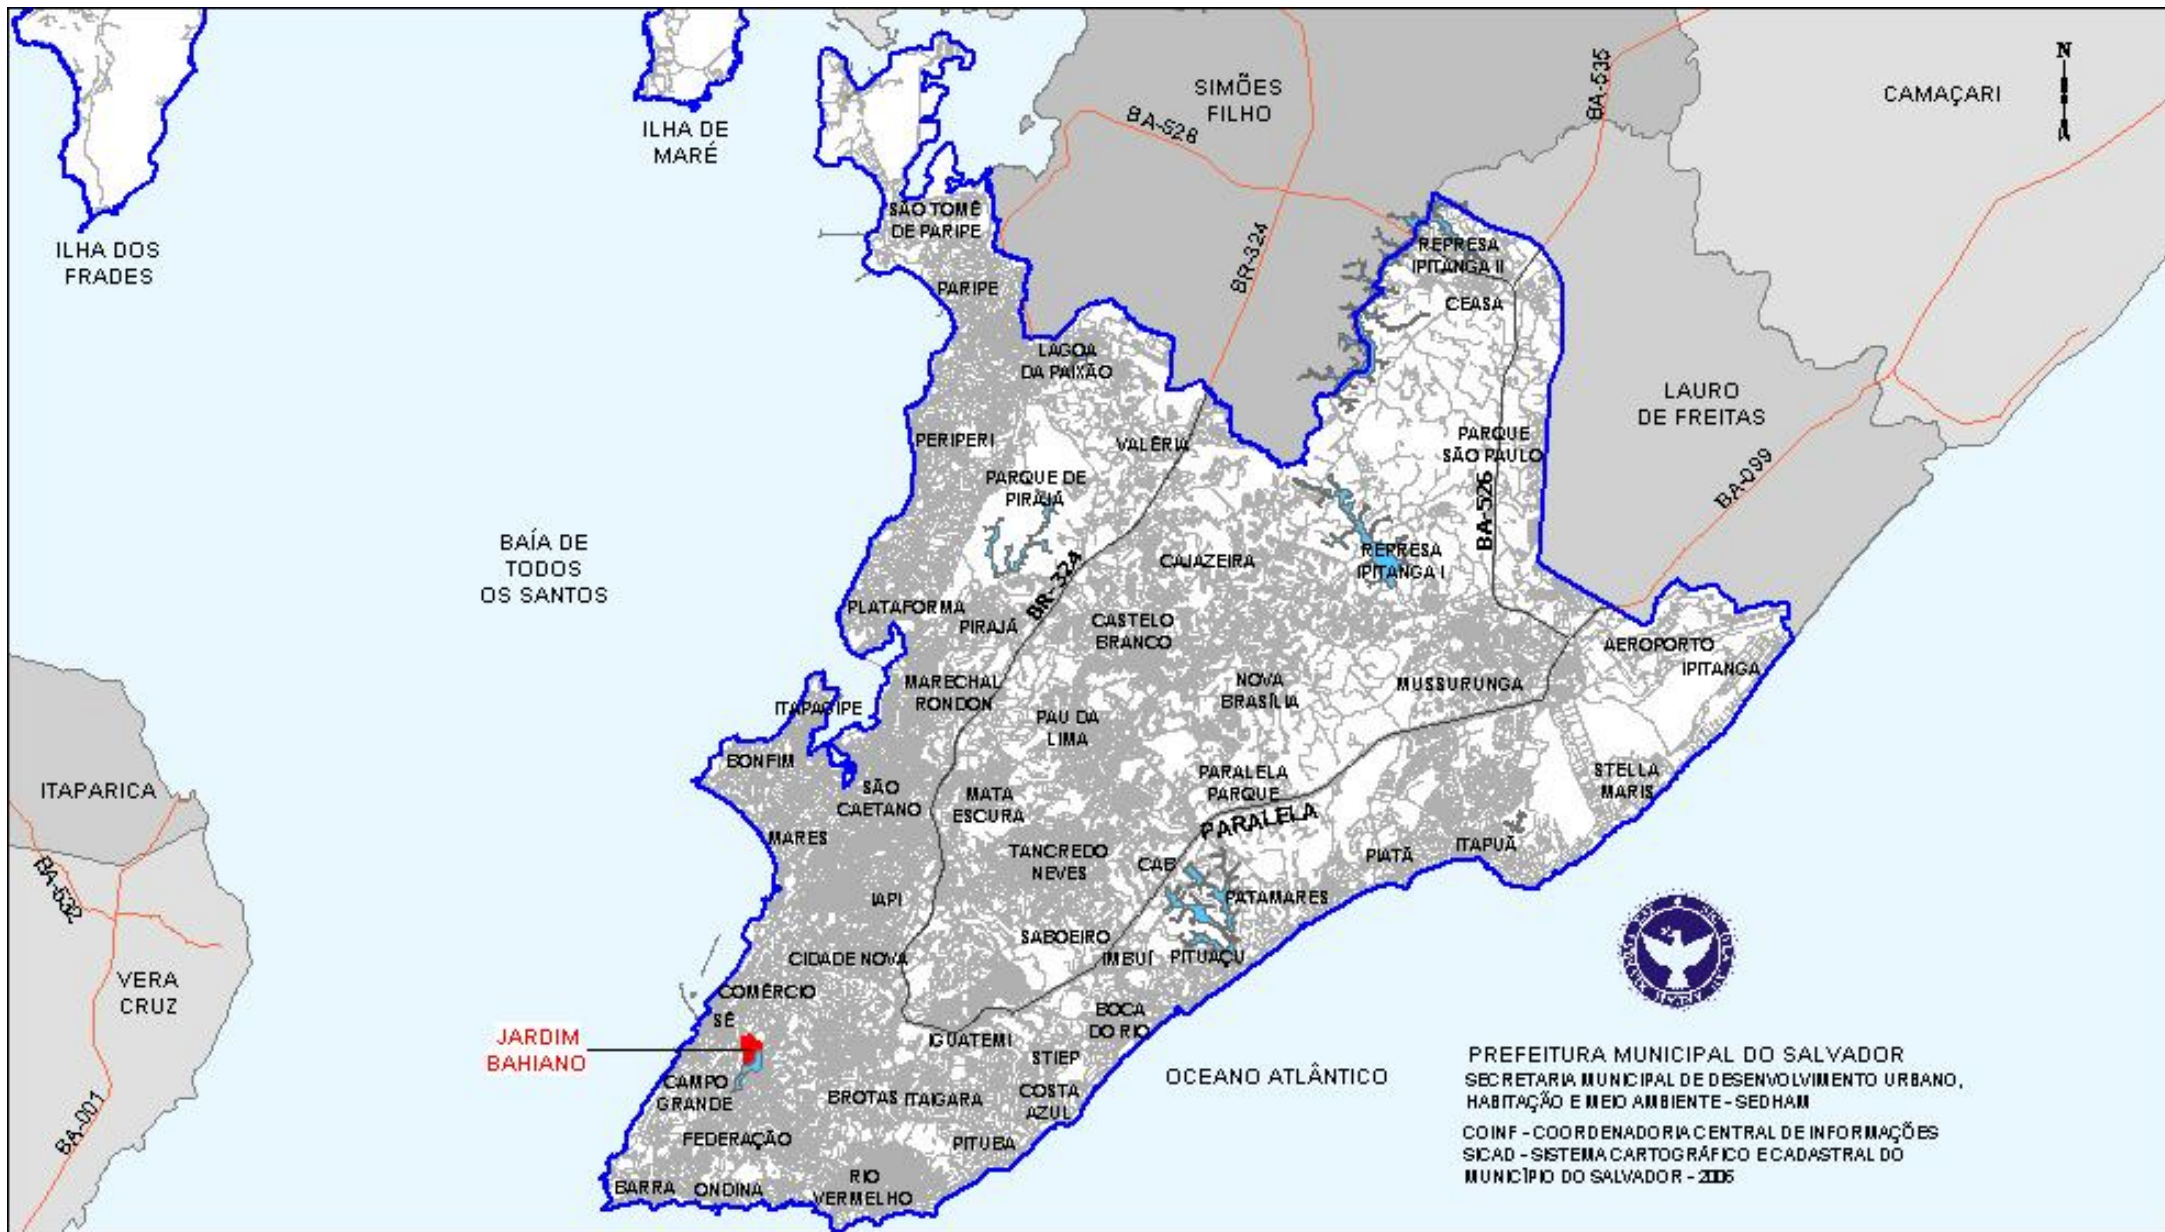 N
SIMÕES
FILHO
CAMAÇARI
BA-535
BA-528
ILHA DE
MARÉ
SÃO TOMÉ
DE PARIPE
ILHA DOS
FRADES
BR-324
REPRESA
IPITANGA II
CEASA
PARIPE
LAGOA
DA PAIXÃO
LAURO
DE FREITAS
PERIPERI
VALÉRIA
PARQUE
SÃO PAULO
PARQUE DE
PIRAJÁ
BA-099
BA-526
BAÍA DE
TODOS
OS SANTOS
CAJAZEIRA
REPRESA
IPITANGA I
BR-324
PLATAFORMA
PIRAJÁ
CASTELO
BRANCO
AEROPORTO
IPITANGA
MARECHAL
RONDON
NOVA
BRASÍLIA
MUSSURUNGA
ITAPAGIPE
PAU DA
LIMA
BONFIM
PARALELA
PARQUE
STELLA
MARIS
ITAPARICA
SÃO
CAETANO
MATA
ESCURA
PARALELA
MARES
TANCREDO
NEVES
CAB
PIATÃ
ITAPUÃ
BA-532
IAPI
PATAMARES
SABOEIRO
CIDADE NOVA
IMBUÍ
PITUAÇU
VERA
CRUZ
COMÉRCIO
SÉ
BOCA
DO RIO
JARDIM
BAHIANO
IGUATEMI
STIEP
OCEANO ATLÂNTICO
CAMPO
GRANDE
BROTAS
ITAIGARA
COSTA
AZUL
BA-001
FEDERAÇÃO
PITUBA
BARRA
ONDINA
RIO
VERMELHO
PREFEITURA MUNICIPAL DO SALVADOR
SECRETARIA MUNICIPAL DE DESENVOLVIMENTO URBANO,
HABITAÇÃO E MEIO AMBIENTE - SEDHAM
COINF - COORDENADORIA CENTRAL DE INFORMAÇÕES
SICAD - SISTEMA CARTOGRÁFICO E CADASTRAL DO
MUNICÍPIO DO SALVADOR - 2006